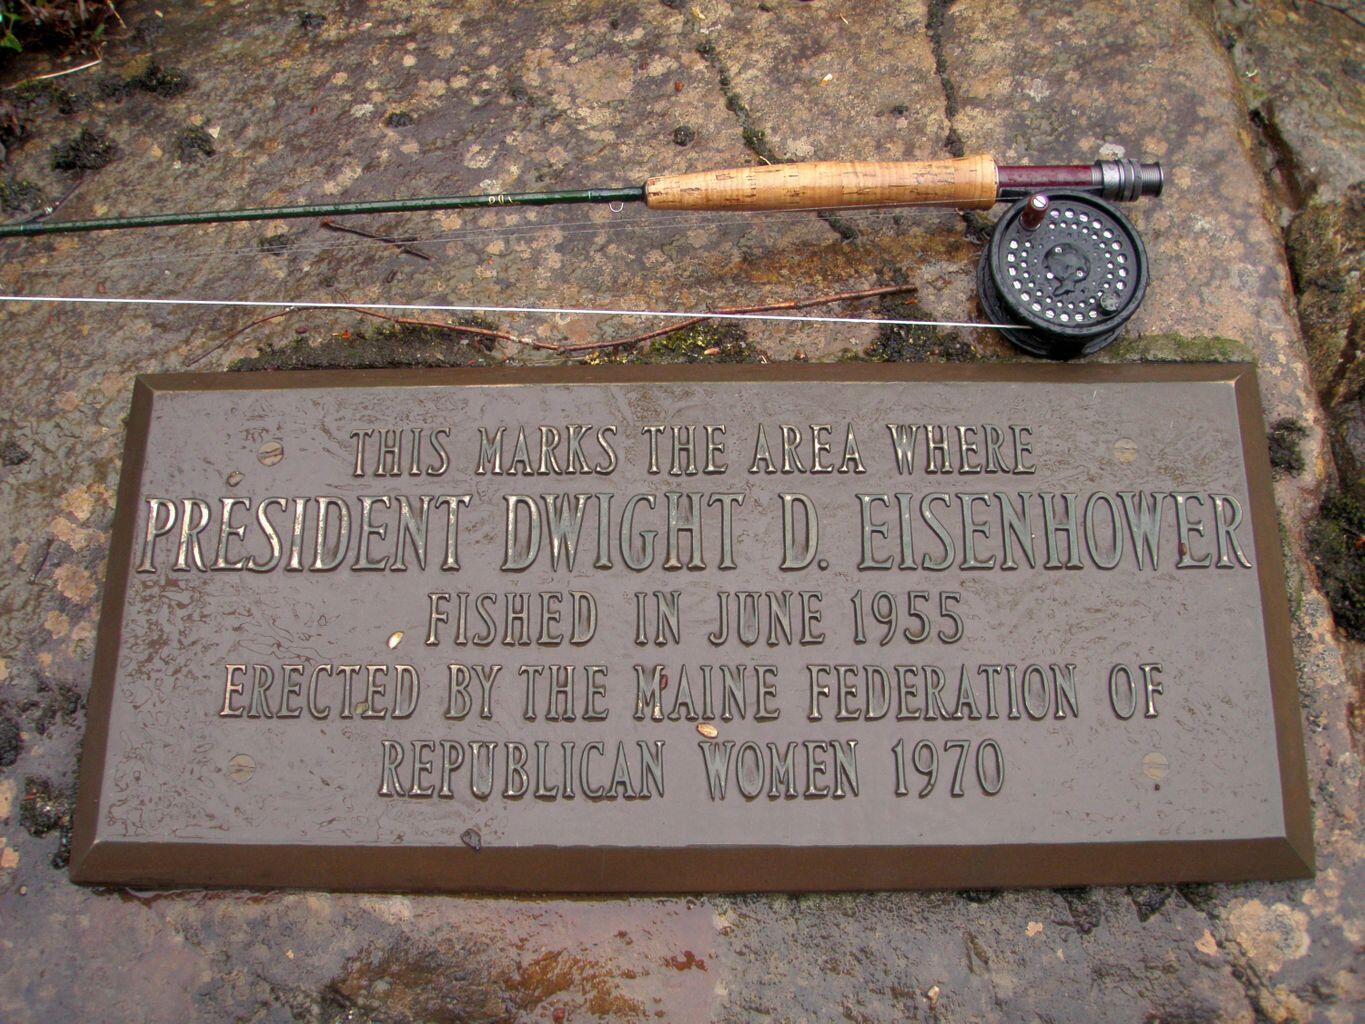 THIS MARKS THE AREA WHERE
PRESIDENT DWIGHT D. EISENHOWER
FISHED IN JUNE 1955
ERECTED BY THE MAINE FEDERATION OF
REPUBLICAN WOMEN 1970